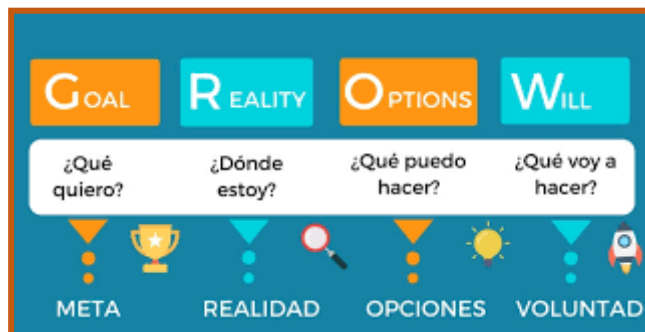 GOAL REALITY OPTIONS WILL
¿Qué quiero?
¿Dónde estoy?
¿Qué puedo hacer?
¿Qué voy a hacer?
META REALIDAD OPCIONES VOLUNTAD